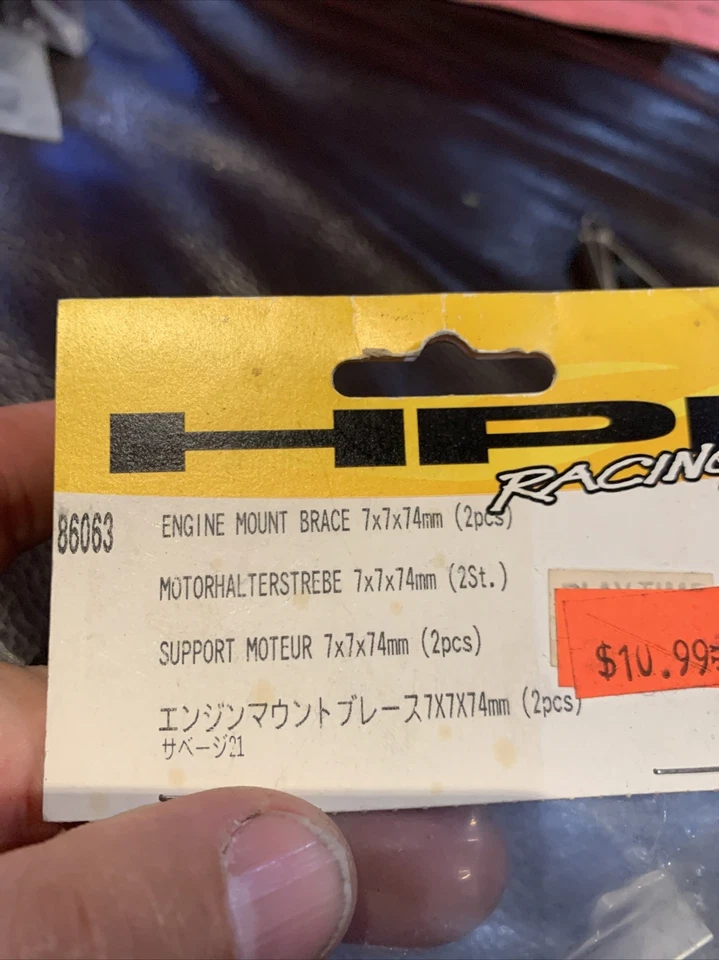 HPI
RACING
86063
ENGINE MOUNT BRACE 7x7x74mm (2pcs)
MOTORHALTERSTREBE 7x7x74mm (2St.)
SUPPORT MOTEUR 7x7x74mm (2pcs)
エンジンマウントブレース7X7X74mm (2pcs)
サベージ21
PLAY TIME
$10.99